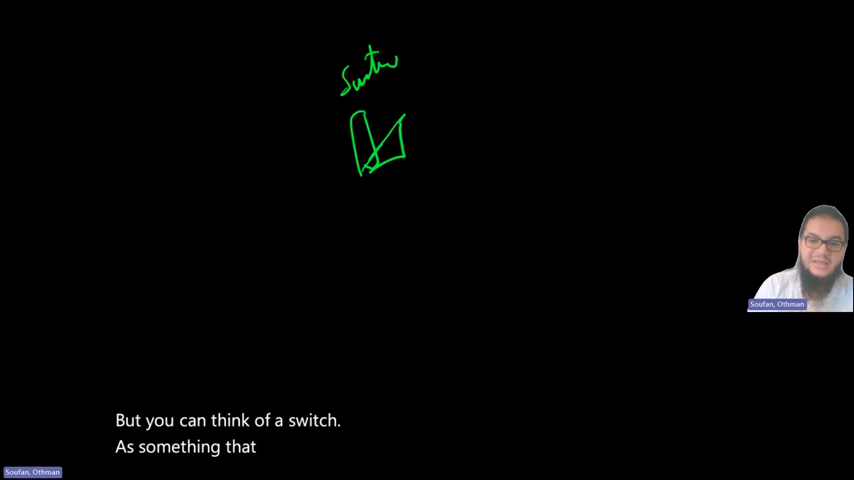 Switch
Soufan, Othman
But you can think of a switch.
As something that
Soufan, Othman